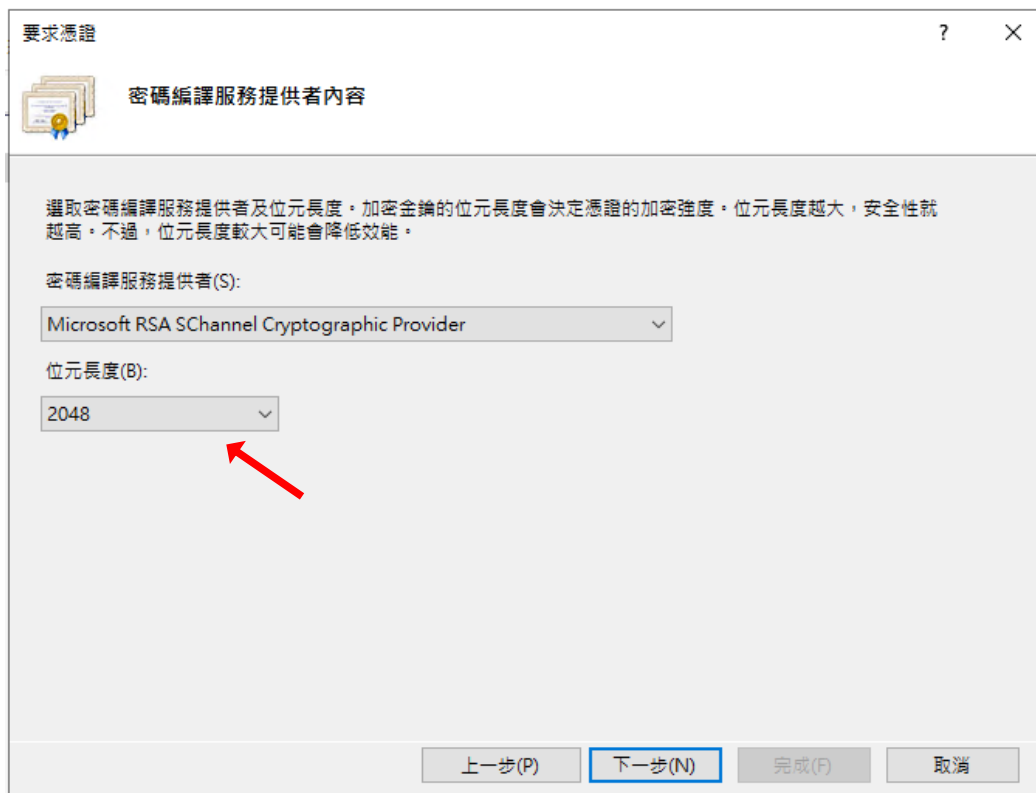 要求憑證
?
密碼編譯服務提供者內容
選取密碼編譯服務提供者及位元長度。加密金鑰的位元長度會決定憑證的加密強度。位元長度越大，安全性就
越高。不過，位元長度較大可能會降低效能。
密碼編譯服務提供者(S):
Microsoft RSA SChannel Cryptographic Provider
位元長度(B):
2048
上一步(P)
下一步(N)
完成(F)
取消